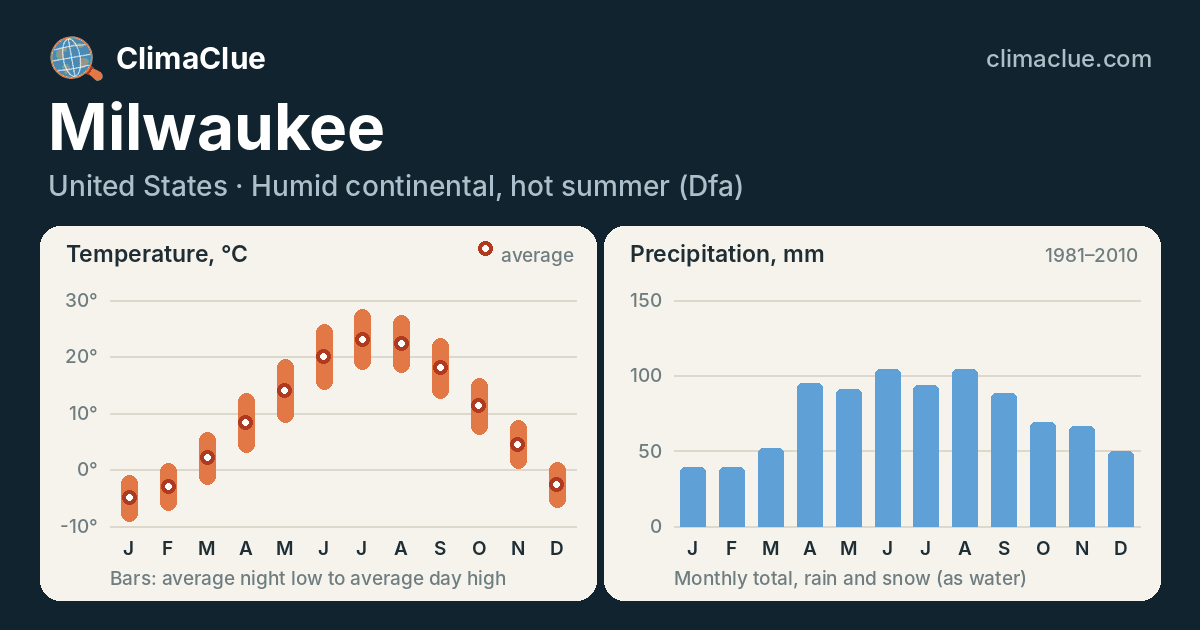 ClimaClue
climaclue.com
Milwaukee
United States · Humid continental, hot summer (Dfa)
Temperature, °C
average
30°
20°
10°
0°
-10°
J F M A M J J A S O N D
Bars: average night low to average day high
Precipitation, mm
1981–2010
150
100
50
0
J F M A M J J A S O N D
Monthly total, rain and snow (as water)